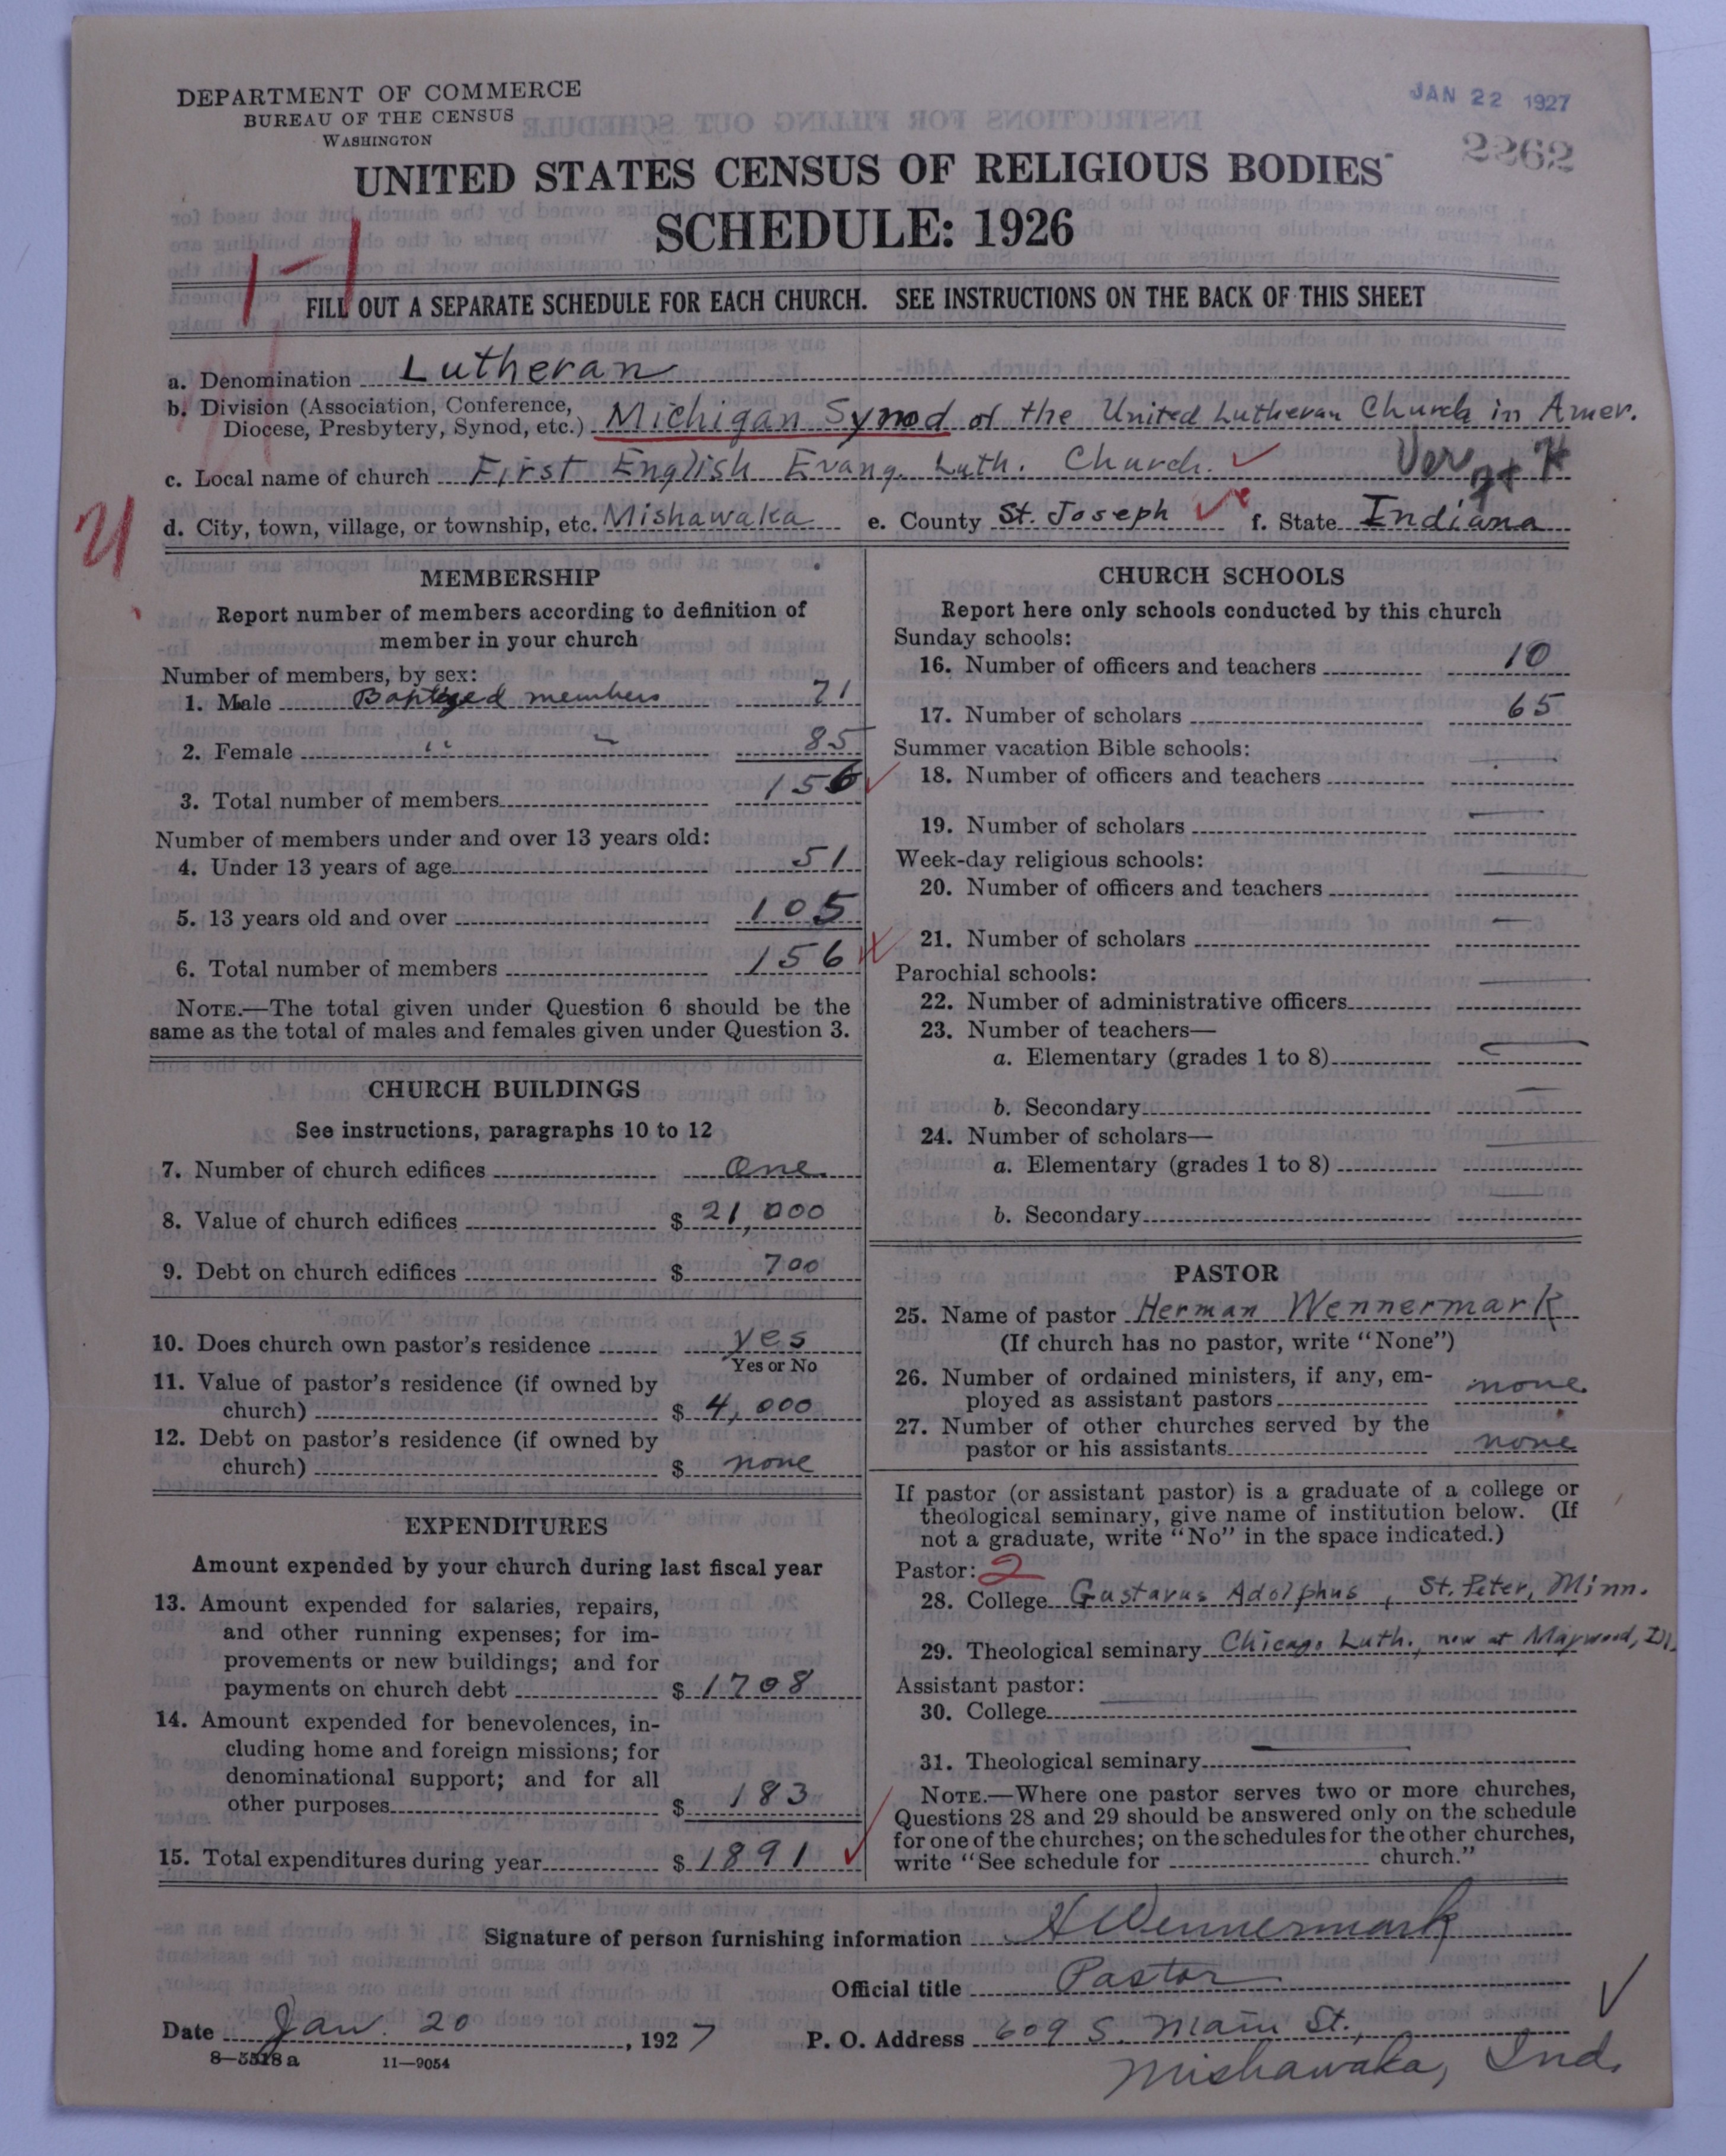 DEPARTMENT OF COMMERCE
BUREAU OF THE CENSUS
WASHINGTON
JAN 22 1927
2262
UNITED STATES CENSUS OF RELIGIOUS BODIES
SCHEDULE: 1926
1-1
FILL OUT A SEPARATE SCHEDULE FOR EACH CHURCH. SEE INSTRUCTIONS ON THE BACK OF THIS SHEET
a. Denomination Lutheran
b. Division (Association, Conference,
Diocese, Presbytery, Synod, etc.) Michigan Synod of the United Lutheran Church in Amer.
c. Local name of church First English Evang. Luth. Church.
d. City, town, village, or township, etc. Mishawaka e. County St. Joseph f. State Indiana
MEMBERSHIP
Report number of members according to definition of
member in your church
Number of members, by sex:
1. Male Baptized members 71
2. Female " " 85
3. Total number of members 156
Number of members under and over 13 years old:
4. Under 13 years of age 51
5. 13 years old and over 105
6. Total number of members 156
NOTE.—The total given under Question 6 should be the
same as the total of males and females given under Question 3.
CHURCH BUILDINGS
See instructions, paragraphs 10 to 12
7. Number of church edifices One
8. Value of church edifices $ 21,000
9. Debt on church edifices $ 700
10. Does church own pastor's residence yes
Yes or No
11. Value of pastor's residence (if owned by
church) $ 4,000
12. Debt on pastor's residence (if owned by
church) $ none
EXPENDITURES
Amount expended by your church during last fiscal year
13. Amount expended for salaries, repairs,
and other running expenses; for im-
provements or new buildings; and for
payments on church debt $ 1708
14. Amount expended for benevolences, in-
cluding home and foreign missions; for
denominational support; and for all
other purposes $ 183
15. Total expenditures during year $ 1891
CHURCH SCHOOLS
Report here only schools conducted by this church
Sunday schools:
16. Number of officers and teachers 10
17. Number of scholars 65
Summer vacation Bible schools:
18. Number of officers and teachers —
19. Number of scholars —
Week-day religious schools:
20. Number of officers and teachers —
21. Number of scholars —
Parochial schools:
22. Number of administrative officers —
23. Number of teachers—
a. Elementary (grades 1 to 8) —
b. Secondary —
24. Number of scholars—
a. Elementary (grades 1 to 8) —
b. Secondary —
PASTOR
25. Name of pastor Herman Wennermark
(If church has no pastor, write "None")
26. Number of ordained ministers, if any, em-
ployed as assistant pastors none
27. Number of other churches served by the
pastor or his assistants none
If pastor (or assistant pastor) is a graduate of a college or
theological seminary, give name of institution below. (If
not a graduate, write "No" in the space indicated.)
Pastor: 2
28. College Gustavus Adolphus, St. Peter, Minn.
29. Theological seminary Chicago Luth., now at Maywood, Ill.
Assistant pastor:
30. College —
31. Theological seminary —
NOTE.—Where one pastor serves two or more churches,
Questions 28 and 29 should be answered only on the schedule
for one of the churches; on the schedules for the other churches,
write "See schedule for church."
Signature of person furnishing information H Wennermark
Official title Pastor
Date Jan. 20, 1927 P. O. Address 609 S. Main St.,
Mishawaka, Ind.
8—5518a 11—9054